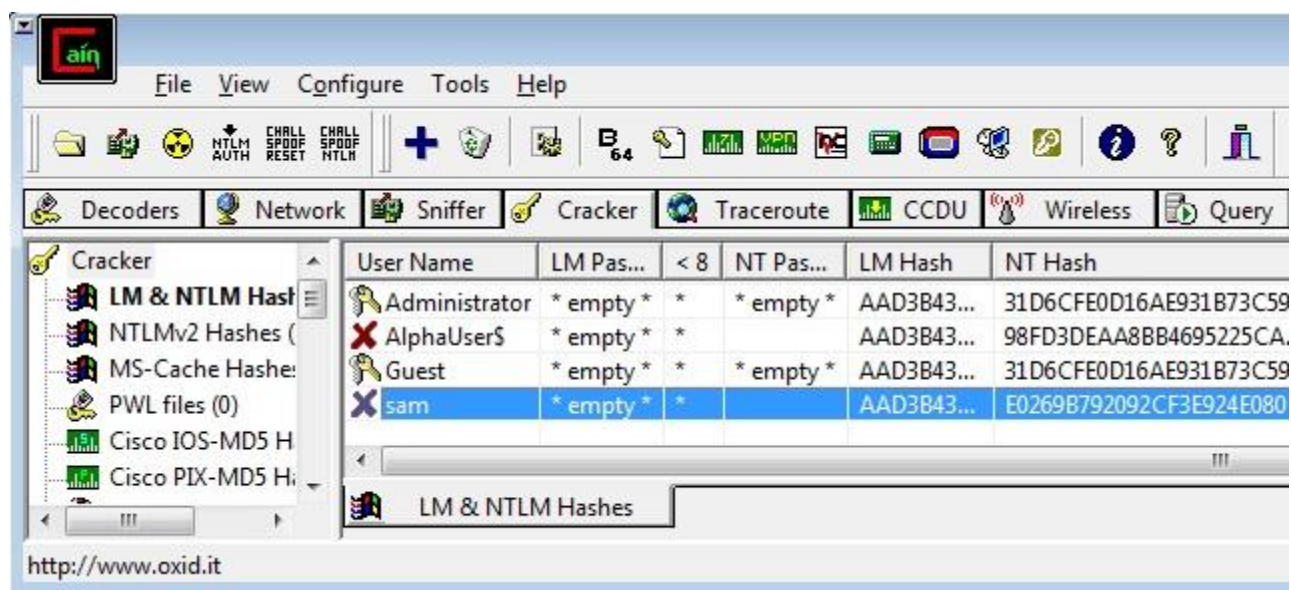 Cain
File View Configure Tools Help
NTLM AUTH CHALL SPOOF RESET CHALL SPOOF NTLM B 64 VPN
Decoders Network Sniffer Cracker Traceroute CCDU Wireless Query
Cracker
LM & NTLM Hash
NTLMv2 Hashes (
MS-Cache Hashes
PWL files (0)
Cisco IOS-MD5 H
Cisco PIX-MD5 Ha
User Name LM Pas... < 8 NT Pas... LM Hash NT Hash
Administrator * empty * * * empty * AAD3B43... 31D6CFE0D16AE931B73C59
AlphaUser$ * empty * * AAD3B43... 98FD3DEAA8BB4695225CA.
Guest * empty * * * empty * AAD3B43... 31D6CFE0D16AE931B73C59
sam * empty * * AAD3B43... E0269B792092CF3E924E080
LM & NTLM Hashes
http://www.oxid.it